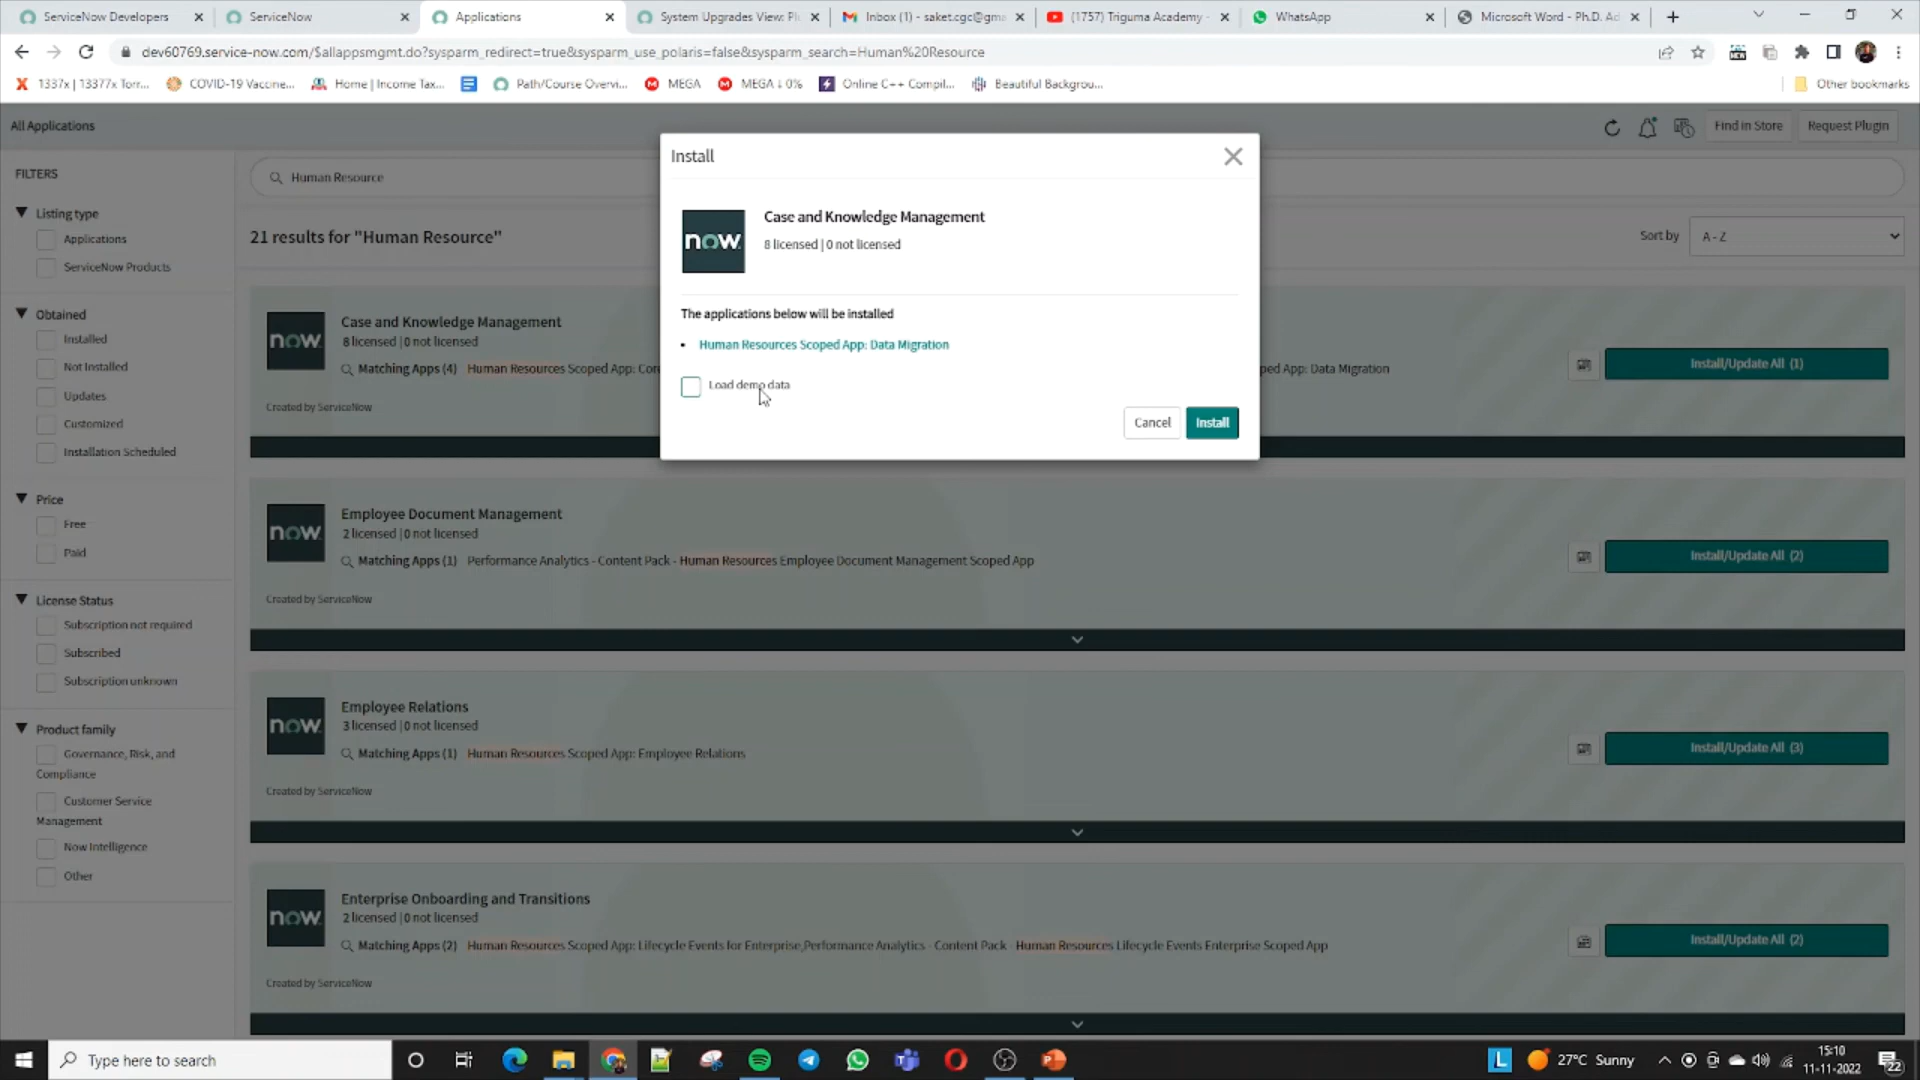 ServiceNow Developers
ServiceNow
Applications
System Upgrades View: Pl
Inbox (1) - saket.cgc@gm
(1757) Triguma Academy -
WhatsApp
Microsoft Word - Ph.D. Ad
dev60769.service-now.com/$allappsmgmt.do?sysparm_redirect=true&sysparm_use_polaris=false&sysparm_search=Human%20Resource
1337x | 13377x Torr...
COVID-19 Vaccine...
Home | Income Tax...
Path/Course Overvi...
MEGA
MEGA ↓ 0%
Online C++ Compil...
Beautiful Backgrou...
Other bookmarks
All Applications
Find in Store
Request Plugin
FILTERS
Listing type
Applications
ServiceNow Products
Obtained
Installed
Not Installed
Updates
Customized
Installation Scheduled
Price
Free
Paid
License Status
Subscription not required
Subscribed
Subscription unknown
Product family
Governance, Risk, and
Compliance
Customer Service
Management
Now Intelligence
Other
Human Resource
21 results for "Human Resource"
Sort by
A - Z
now.
Case and Knowledge Management
8 licensed | 0 not licensed
Matching Apps (4) Human Resources Scoped App: Cor
ped App: Data Migration
Created by ServiceNow
Install/Update All (1)
now.
Employee Document Management
2 licensed | 0 not licensed
Matching Apps (1) Performance Analytics - Content Pack - Human Resources Employee Document Management Scoped App
Created by ServiceNow
Install/Update All (2)
now.
Employee Relations
3 licensed | 0 not licensed
Matching Apps (1) Human Resources Scoped App: Employee Relations
Created by ServiceNow
Install/Update All (3)
now.
Enterprise Onboarding and Transitions
2 licensed | 0 not licensed
Matching Apps (2) Human Resources Scoped App: Lifecycle Events for Enterprise,Performance Analytics - Content Pack - Human Resources Lifecycle Events Enterprise Scoped App
Created by ServiceNow
Install/Update All (2)
Install
now.
Case and Knowledge Management
8 licensed | 0 not licensed
The applications below will be installed
• Human Resources Scoped App: Data Migration
Load demo data
Cancel
Install
Type here to search
L
27°C Sunny
15:10
11-11-2022
22